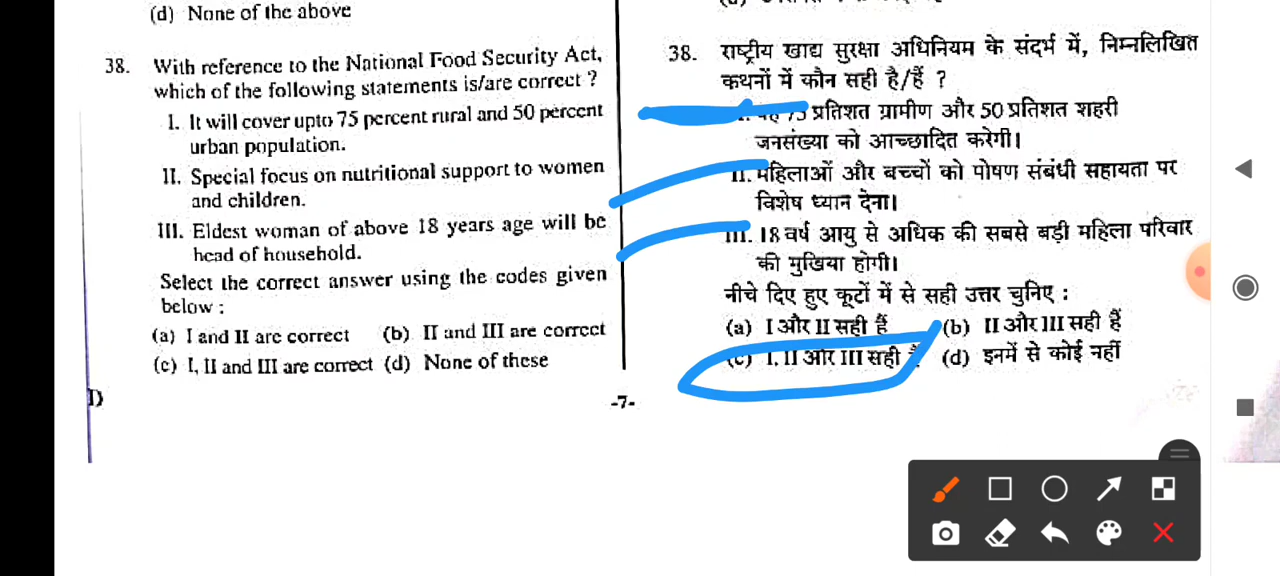 (d) None of the above
38. With reference to the National Food Security Act,
which of the following statements is/are correct ?
I. It will cover upto 75 percent rural and 50 percent
urban population.
II. Special focus on nutritional support to women
and children.
III. Eldest woman of above 18 years age will be
head of household.
Select the correct answer using the codes given
below :
(a) I and II are correct (b) II and III are correct
(c) I, II and III are correct (d) None of these
D
-7-
38. राष्ट्रीय खाद्य सुरक्षा अधिनियम के संदर्भ में, निम्नलिखित
कथनों में कौन सही है/हैं ?
75 प्रतिशत ग्रामीण और 50 प्रतिशत शहरी
जनसंख्या को आच्छादित करेगी।
II. महिलाओं और बच्चों को पोषण संबंधी सहायता पर
विशेष ध्यान देना।
III. 18 वर्ष आयु से अधिक की सबसे बड़ी महिला परिवार
की मुखिया होगी।
नीचे दिए हुए कूटों में से सही उत्तर चुनिए :
(a) I और II सही हैं (b) II और III सही हैं
(c) I, II और III सही हैं (d) इनमें से कोई नहीं